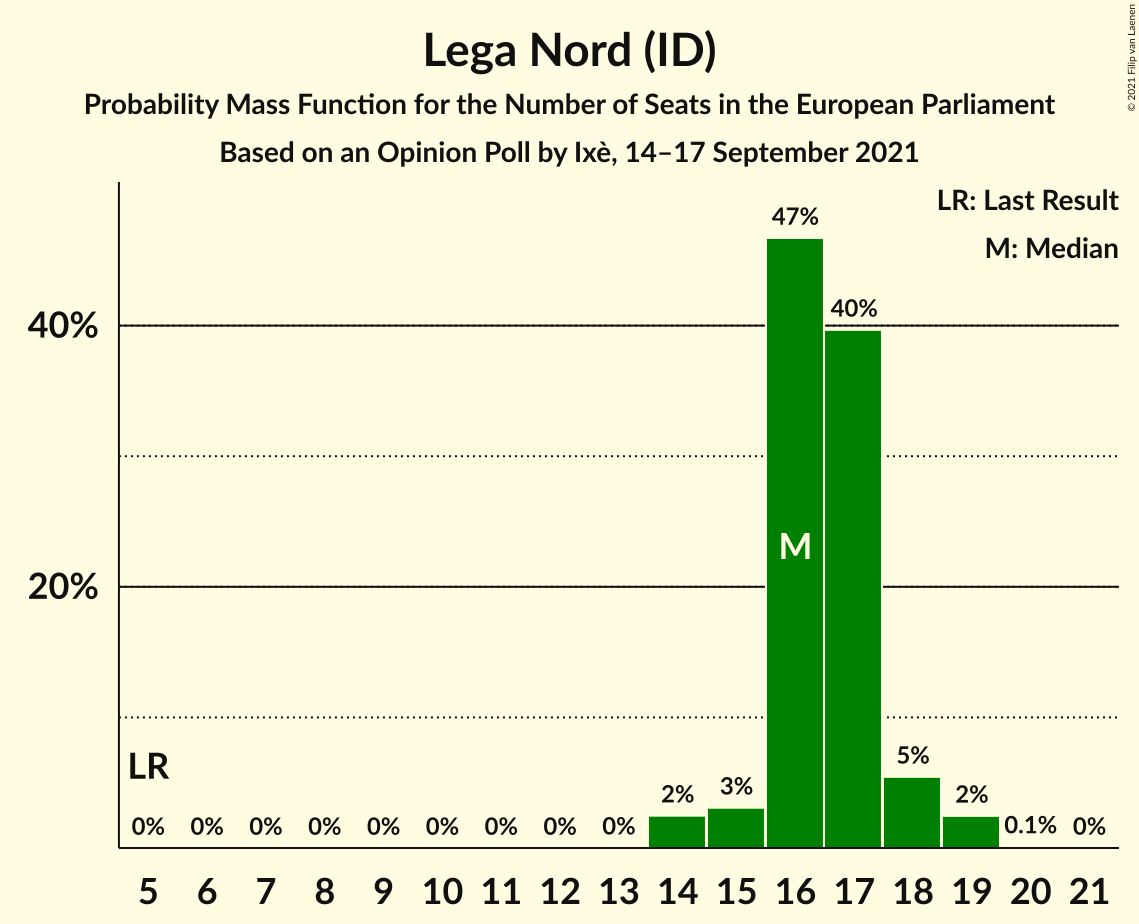 Lega Nord (ID)
Probability Mass Function for the Number of Seats in the European Parliament
Based on an Opinion Poll by Ixè, 14–17 September 2021
© 2021 Filip van Laenen
LR: Last Result
M: Median
47%
40%
40%
M
20%
LR
5%
3%
2%
2%
0% 0% 0% 0% 0% 0% 0% 0% 0% 0.1% 0%
5 6 7 8 9 10 11 12 13 14 15 16 17 18 19 20 21